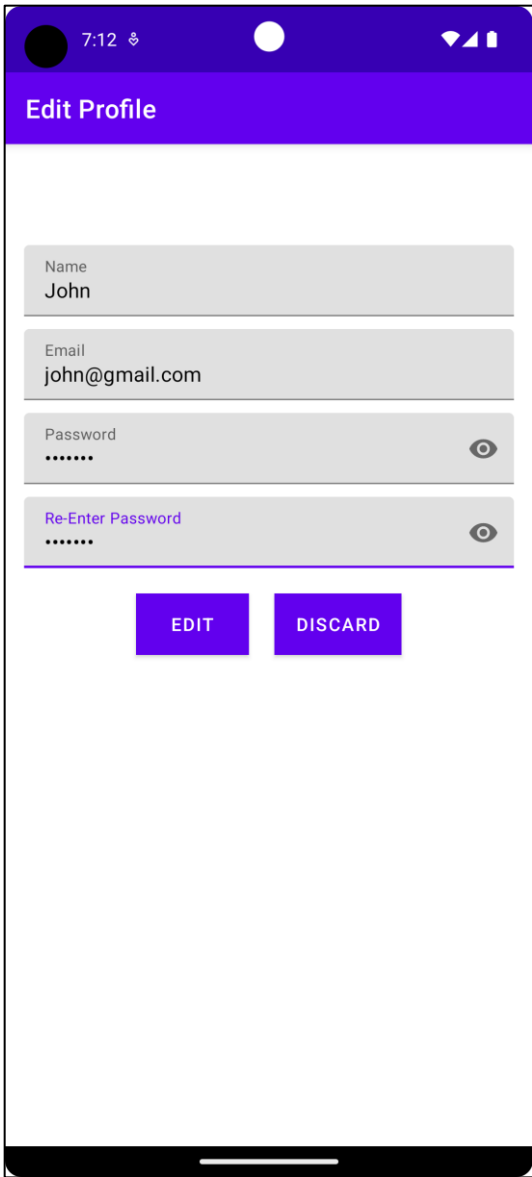 7:12
Edit Profile
Name
John
Email
john@gmail.com
Password
•••••••
Re-Enter Password
•••••••
EDIT
DISCARD